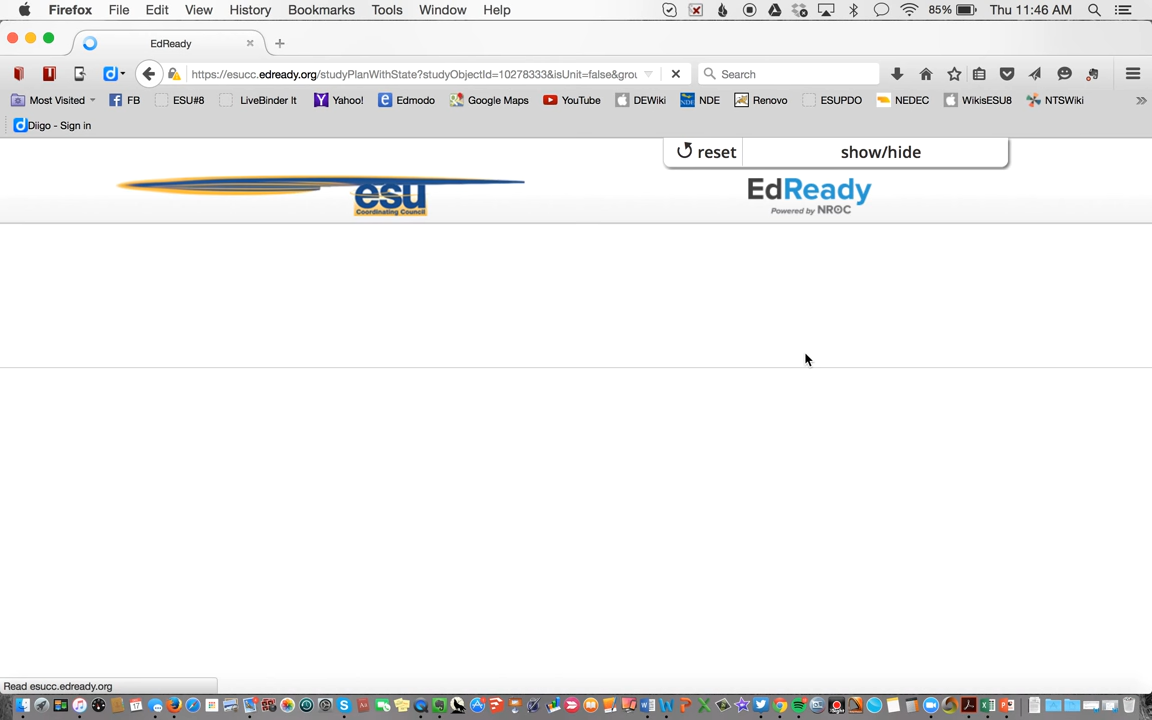 Firefox File Edit View History Bookmarks Tools Window Help 85% Thu 11:46 AM
EdReady
https://esucc.edready.org/studyPlanWithState?studyObjectId=10278333&isUnit=false&grou Search
Most Visited FB ESU#8 LiveBinder It Yahoo! Edmodo Google Maps YouTube DEWiki NDE Renovo ESUPDO NEDEC WikisESU8 NTSWiki
Diigo - Sign in
reset show/hide
esu EdReady
Coordinating Council Powered by NROC
Read esucc.edready.org